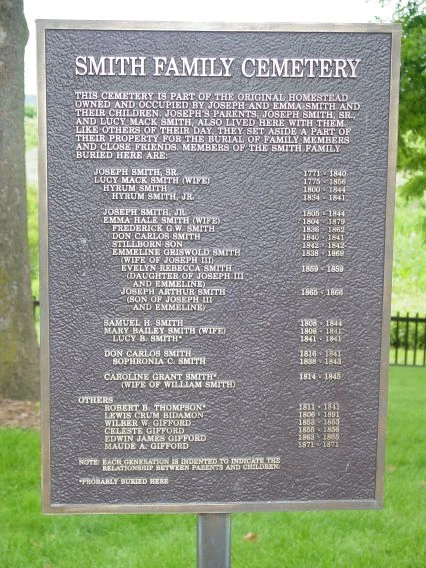 SMITH FAMILY CEMETERY
THIS CEMETERY IS PART OF THE ORIGINAL HOMESTEAD
OWNED AND OCCUPIED BY JOSEPH AND EMMA SMITH AND
THEIR CHILDREN. JOSEPH'S PARENTS, JOSEPH SMITH, SR.
AND LUCY MACK SMITH, ALSO LIVED HERE WITH THEM.
LIKE OTHERS OF THEIR DAY, THEY SET ASIDE A PART OF
THEIR PROPERTY FOR THE BURIAL OF FAMILY MEMBERS
AND CLOSE FRIENDS. MEMBERS OF THE SMITH FAMILY
BURIED HERE ARE:
JOSEPH SMITH, SR. 1771 - 1840
LUCY MACK SMITH (WIFE) 1775 - 1856
HYRUM SMITH 1800 - 1844
HYRUM SMITH, JR. 1834 - 1841
JOSEPH SMITH, JR. 1805 - 1844
EMMA HALE SMITH (WIFE) 1804 - 1879
FREDERICK G.W. SMITH 1836 - 1862
DON CARLOS SMITH 1840 - 1841
STILLBORN SON 1842 - 1842
EMMELINE GRISWOLD SMITH 1838 - 1869
(WIFE OF JOSEPH III)
EVELYN REBECCA SMITH 1859 - 1859
(DAUGHTER OF JOSEPH III
AND EMMELINE)
JOSEPH ARTHUR SMITH 1865 - 1866
(SON OF JOSEPH III
AND EMMELINE)
SAMUEL H. SMITH 1808 - 1844
MARY BAILEY SMITH (WIFE) 1808 - 1841
LUCY B. SMITH* 1841 - 1841
DON CARLOS SMITH 1816 - 1841
SOPHRONIA C. SMITH 1838 - 1843
CAROLINE GRANT SMITH* 1814 - 1845
(WIFE OF WILLIAM SMITH)
OTHERS
ROBERT B. THOMPSON* 1811 - 1841
LEWIS CRUM BIDAMON 1806 - 1891
WILBER W. GIFFORD 1853 - 1853
CELESTE GIFFORD 1855 - 1856
EDWIN JAMES GIFFORD 1863 - 1865
MAUDE A. GIFFORD 1871 - 1871
NOTE: EACH GENERATION IS INDENTED TO INDICATE THE
RELATIONSHIP BETWEEN PARENTS AND CHILDREN.
*PROBABLY BURIED HERE